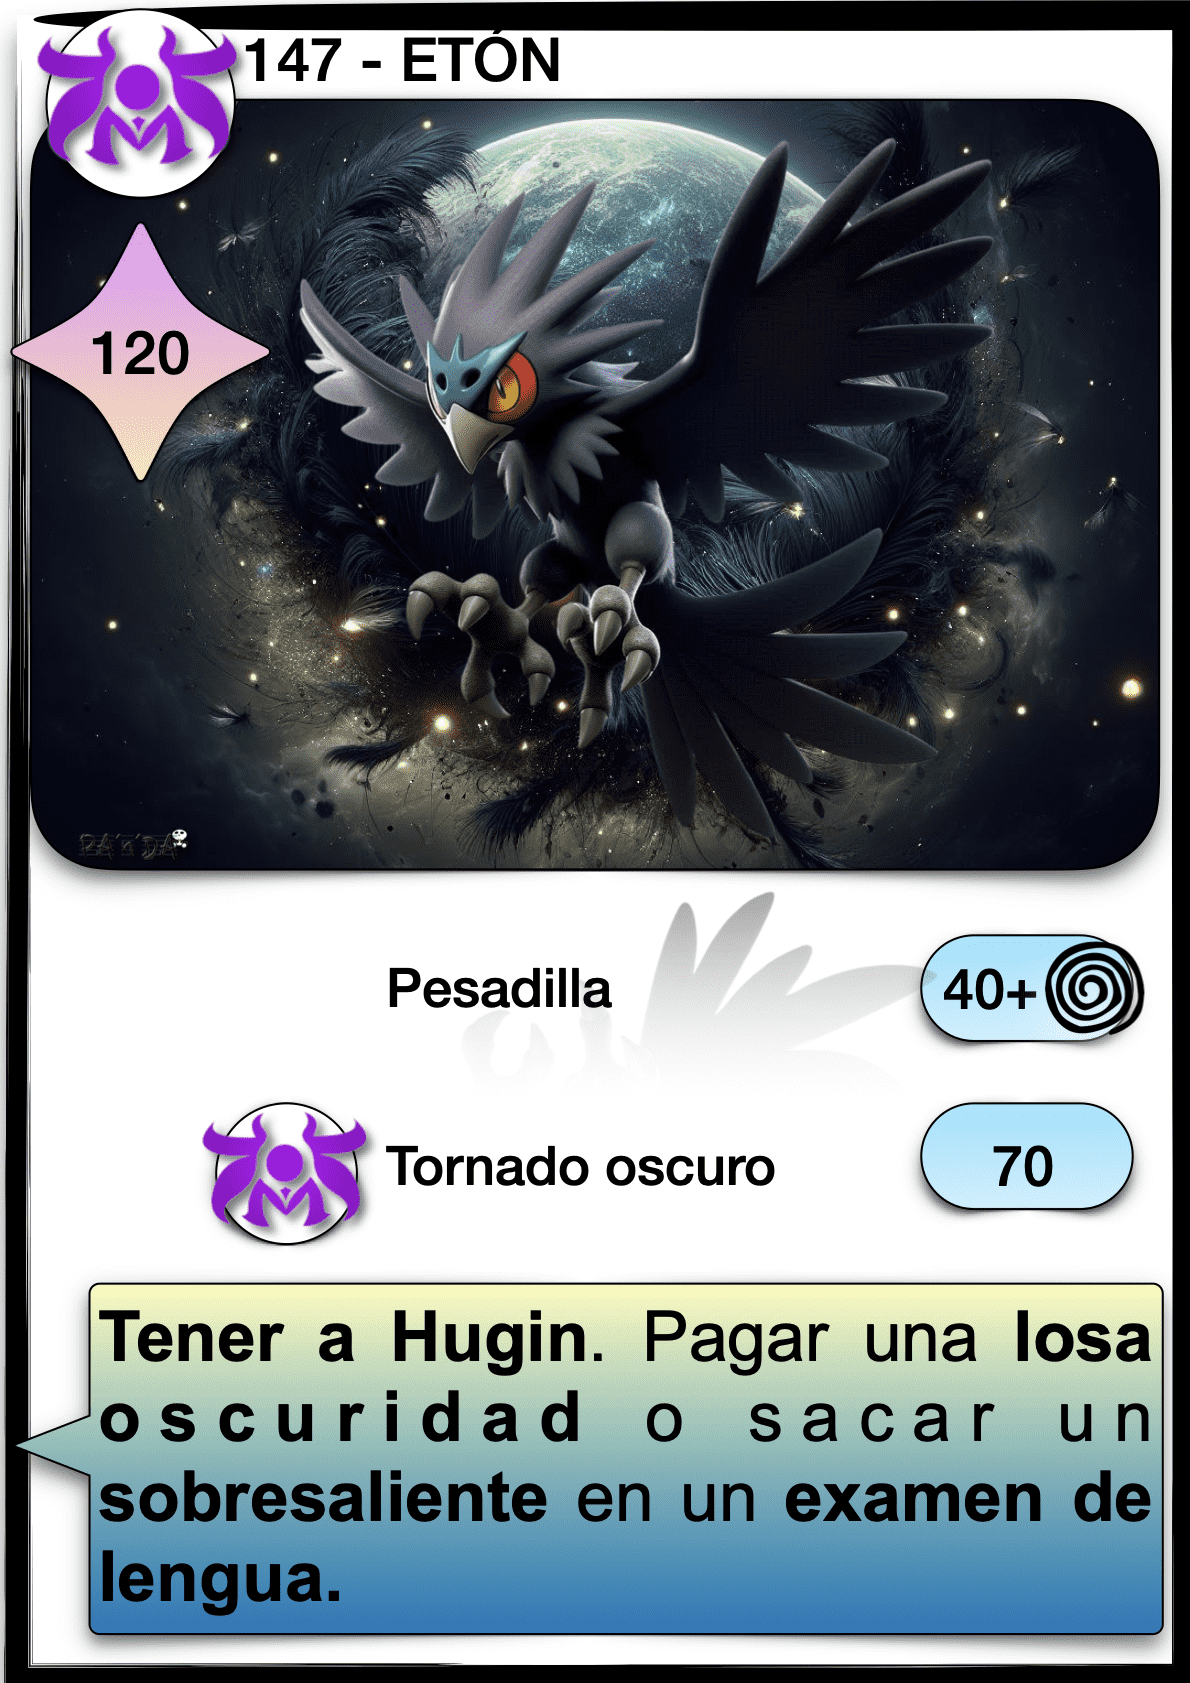 147 - ETÓN
120
Pesadilla
40+
Tornado oscuro
70
Tener a Hugin. Pagar una losa
oscuridad o sacar un
sobresaliente en un examen de
lengua.